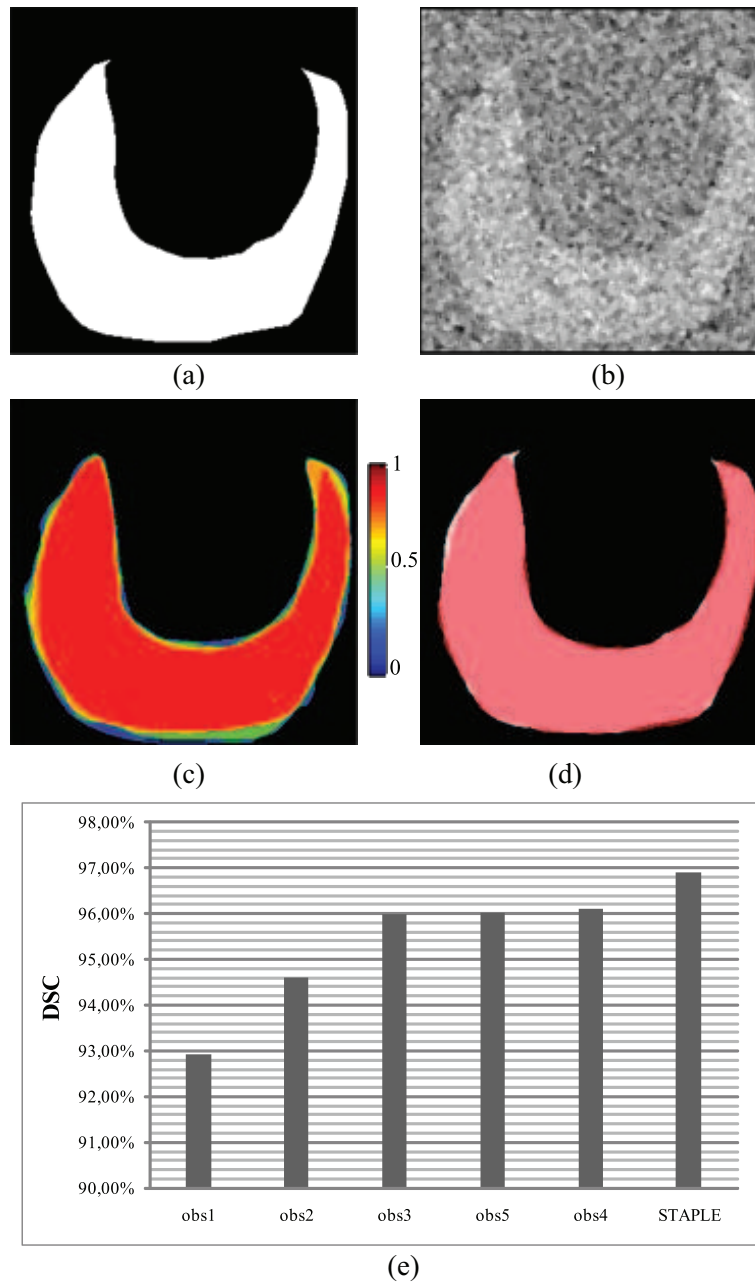 (a)
(b)
1
0.5
0
(c)
(d)
98,00%
97,00%
96,00%
95,00%
94,00%
93,00%
92,00%
91,00%
90,00%
DSC
obs1 obs2 obs3 obs5 obs4 STAPLE
(e)